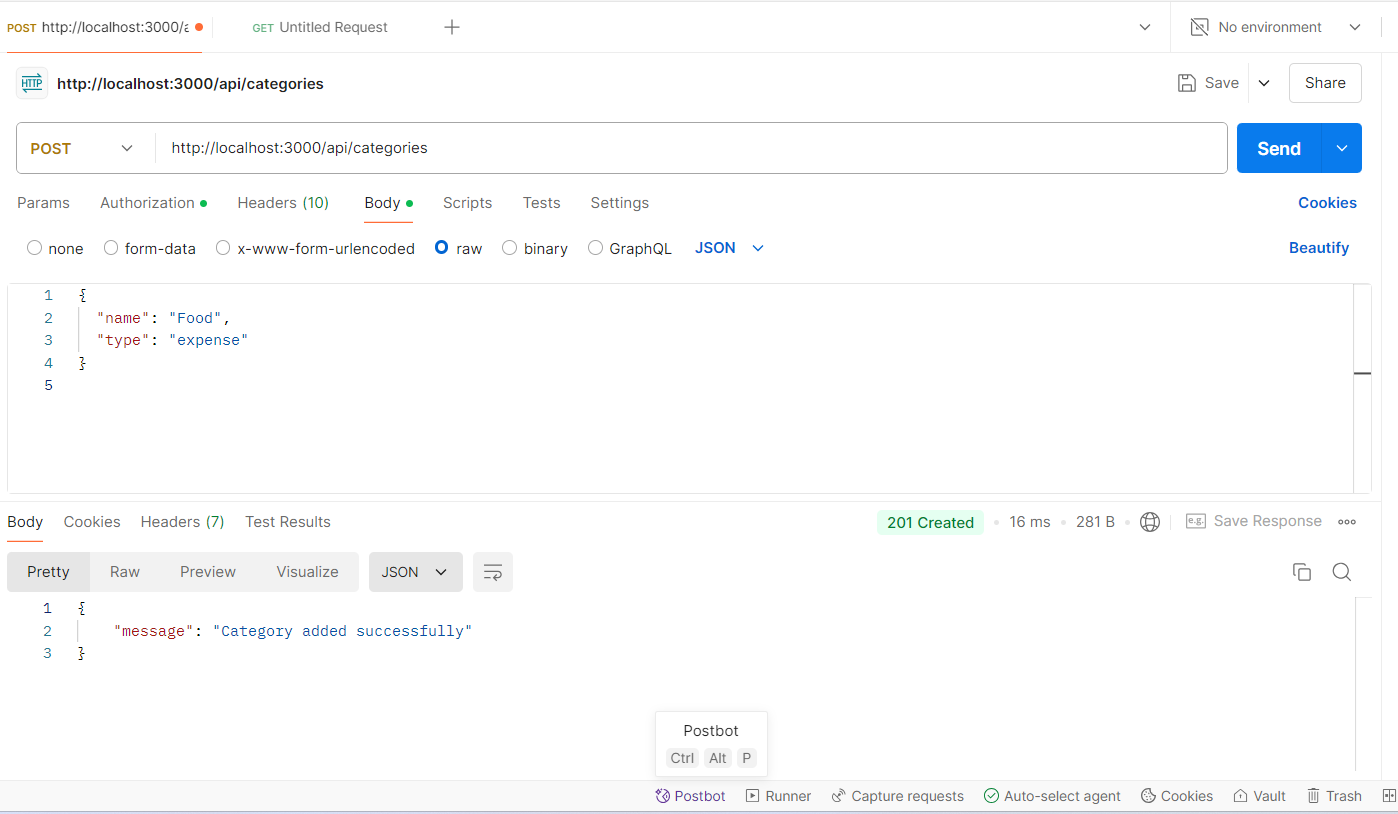 POST http://localhost:3000/a GET Untitled Request No environment
HTTP http://localhost:3000/api/categories Save Share
POST http://localhost:3000/api/categories Send
Params Authorization Headers (10) Body Scripts Tests Settings Cookies
none form-data x-www-form-urlencoded raw binary GraphQL JSON Beautify
1 {
2 "name": "Food",
3 "type": "expense"
4 }
5
Body Cookies Headers (7) Test Results 201 Created 16 ms 281 B e.g. Save Response
Pretty Raw Preview Visualize JSON
1 {
2 "message": "Category added successfully"
3 }
Postbot
Ctrl Alt P
Postbot Runner Capture requests Auto-select agent Cookies Vault Trash